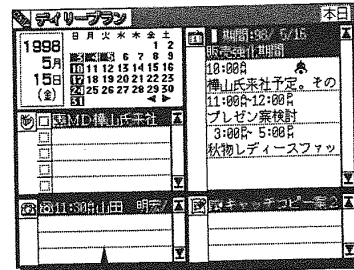 デイリープラン
本日
1998
5月
15日
(金)
日 月 火 水 木 金 土
1 2
3 4 5 6 7 8 9
10 11 12 13 14 15 16
17 18 19 20 21 22 23
24 25 26 27 28 29 30
31
期間:98/ 5/16
販売強化期間
10:00
樺山氏来社予定。その
11:00~12:00
プレゼン案検討
3:00~ 5:00
秋物レディースファッ
MD樺山氏来社
11:30 山田 明宏/
キャッチコピー案2